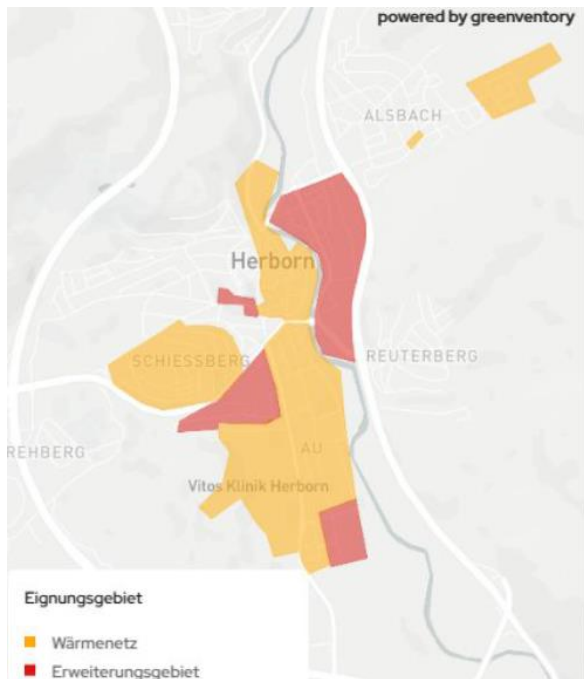 powered by greenventory
ALSBACH
Herborn
SCHIESSBERG
REUTERBERG
REHBERG
AU
Vitos Klinik Herborn
Eignungsgebiet
Wärmenetz
Erweiterungsgebiet